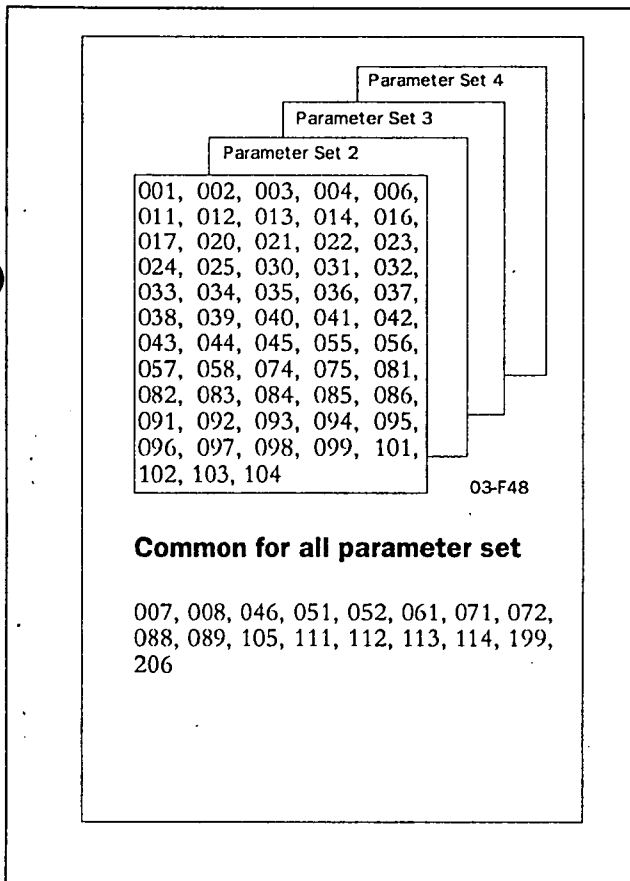 Parameter Set 4
Parameter Set 3
Parameter Set 2
001, 002, 003, 004, 006,
011, 012, 013, 014, 016,
017, 020, 021, 022, 023,
024, 025, 030, 031, 032,
033, 034, 035, 036, 037,
038, 039, 040, 041, 042,
043, 044, 045, 055, 056,
057, 058, 074, 075, 081,
082, 083, 084, 085, 086,
091, 092, 093, 094, 095,
096, 097, 098, 099, 101,
102, 103, 104
03-F48
Common for all parameter set
007, 008, 046, 051, 052, 061, 071, 072,
088, 089, 105, 111, 112, 113, 114, 199,
206